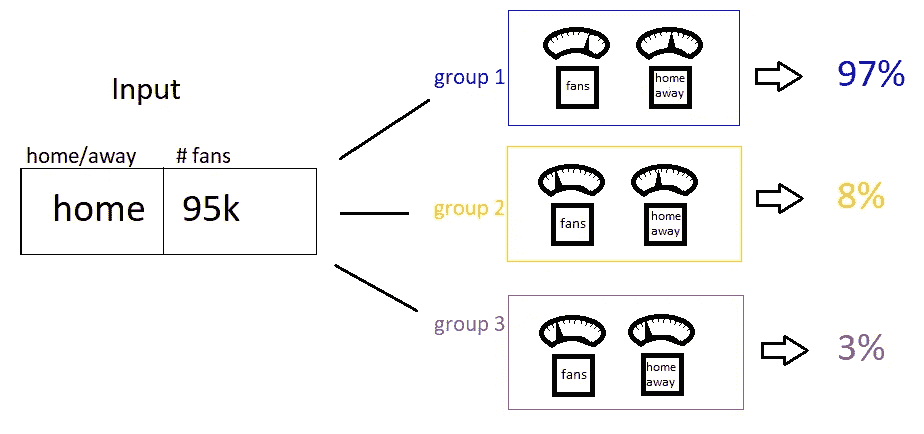 Input
home/away # fans
home 95k
group 1
fans
home
away
97%
group 2
fans
home
away
8%
group 3
fans
home
away
3%